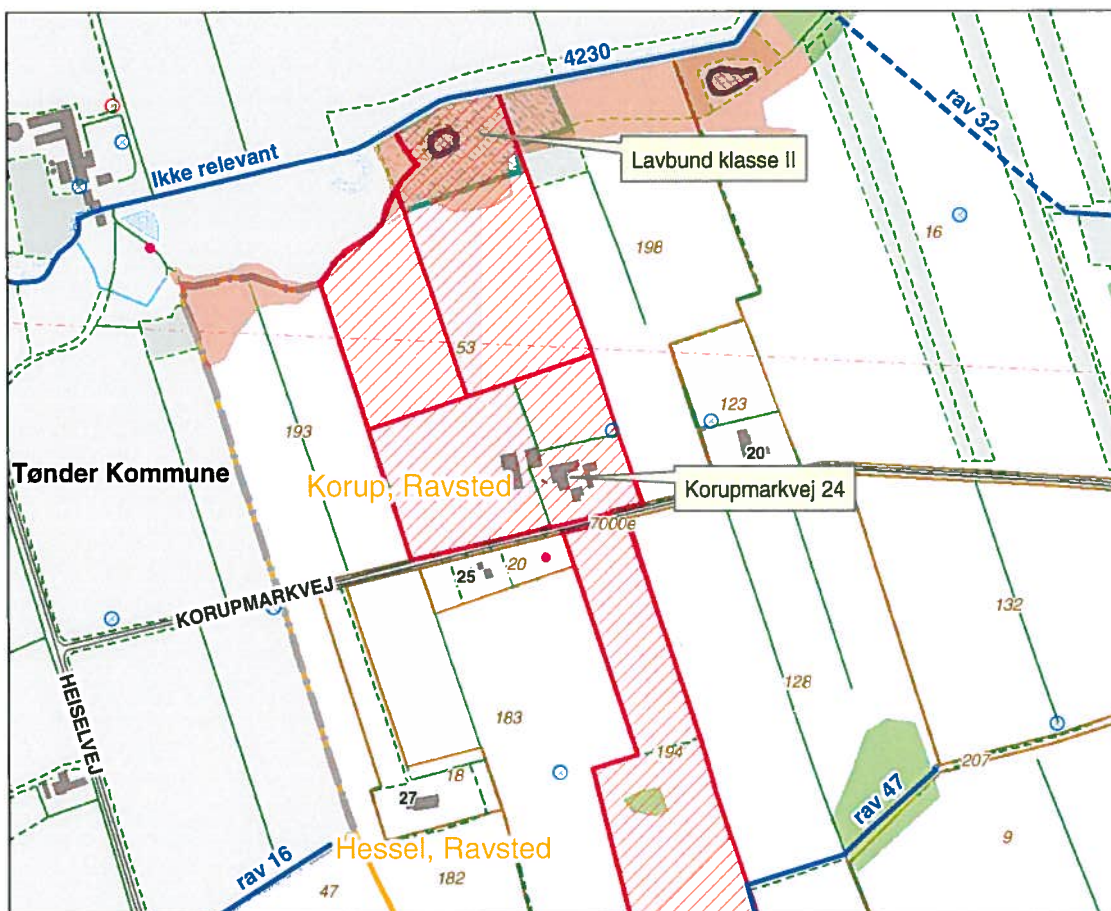 4230
rav 32
Ikke relevant
Lavbund klasse II
16
198
53
123
193
20
Tønder Kommune
Korup, Ravsted
Korupmarkvej 24
7000e
25
20
KORUPMARKVEJ
132
HEISELVEJ
128
183
194
207
18
27
rav 47
9
Hessel, Ravsted
rav 16
47
182